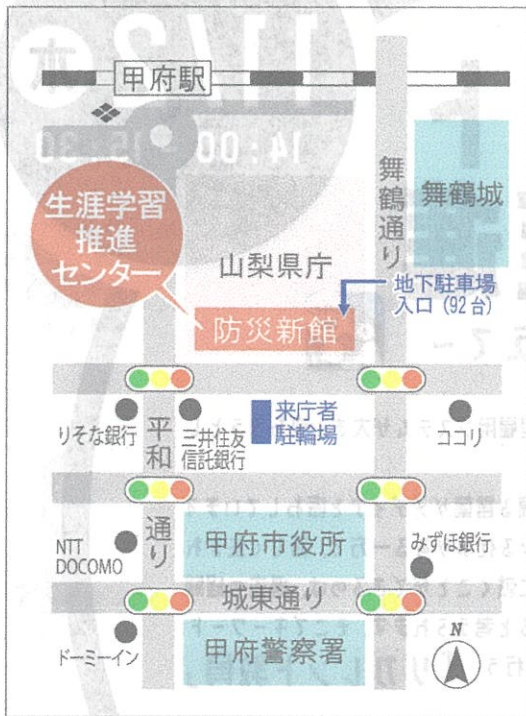 甲府駅
生涯学習
推進
センター
山梨県庁
舞鶴通り
舞鶴城
地下駐車場
入口（92台）
防災新館
りそな銀行
平和通り
三井住友
信託銀行
来庁者
駐輪場
ココリ
NTT
DOCOMO
甲府市役所
みずほ銀行
城東通り
ドーミーイン
甲府警察署
N